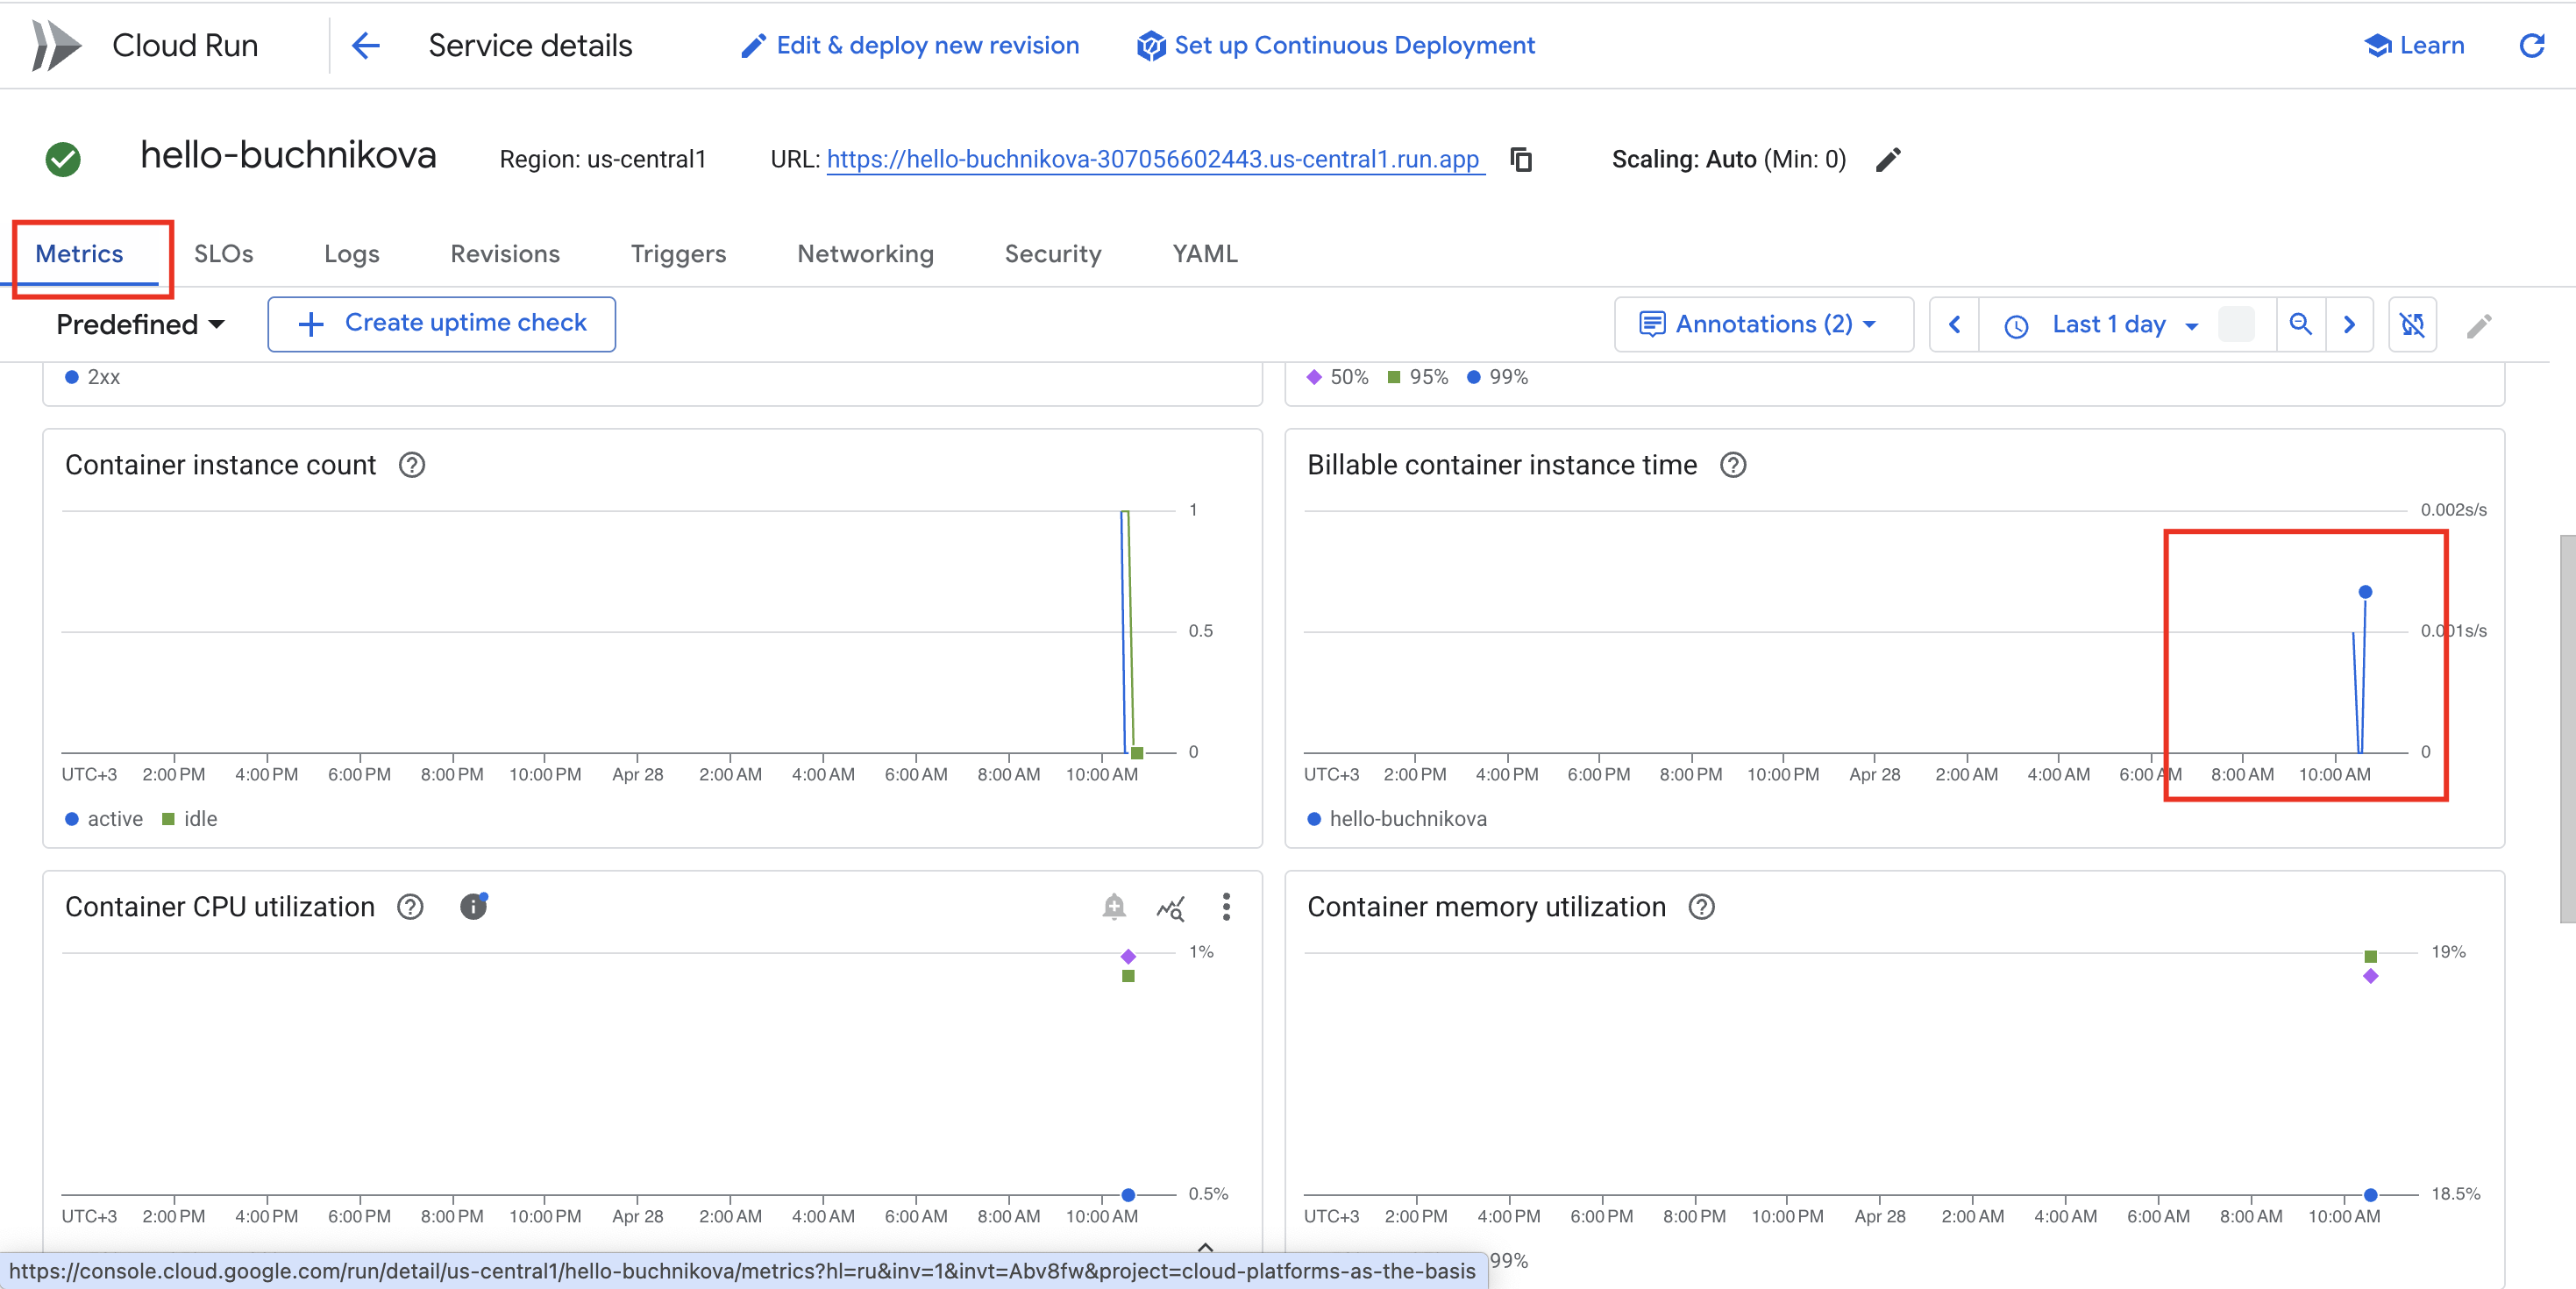 Cloud Run
Service details
Edit & deploy new revision
Set up Continuous Deployment
Learn
hello-buchnikova
Region: us-central1
URL: https://hello-buchnikova-307056602443.us-central1.run.app
Scaling: Auto (Min: 0)
Metrics
SLOs
Logs
Revisions
Triggers
Networking
Security
YAML
Predefined
Create uptime check
Annotations (2)
Last 1 day
2xx
50% 95% 99%
Container instance count
1
0.5
0
UTC+3 2:00 PM 4:00 PM 6:00 PM 8:00 PM 10:00 PM Apr 28 2:00 AM 4:00 AM 6:00 AM 8:00 AM 10:00 AM
active idle
Billable container instance time
0.002s/s
0.001s/s
0
UTC+3 2:00 PM 4:00 PM 6:00 PM 8:00 PM 10:00 PM Apr 28 2:00 AM 4:00 AM 6:00 AM 8:00 AM 10:00 AM
hello-buchnikova
Container CPU utilization
1%
0.5%
UTC+3 2:00 PM 4:00 PM 6:00 PM 8:00 PM 10:00 PM Apr 28 2:00 AM 4:00 AM 6:00 AM 8:00 AM 10:00 AM
Container memory utilization
19%
18.5%
UTC+3 2:00 PM 4:00 PM 6:00 PM 8:00 PM 10:00 PM Apr 28 2:00 AM 4:00 AM 6:00 AM 8:00 AM 10:00 AM
99%
https://console.cloud.google.com/run/detail/us-central1/hello-buchnikova/metrics?hl=ru&inv=1&invt=Abv8fw&project=cloud-platforms-as-the-basis